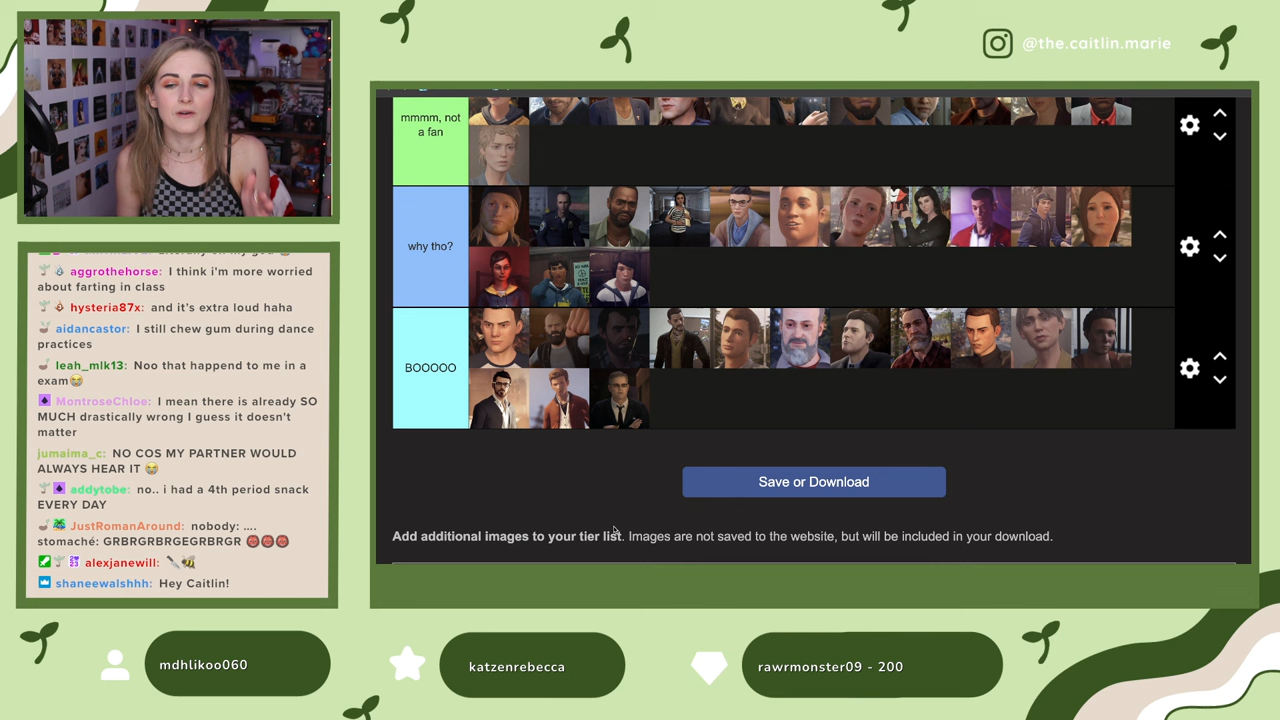 @the.caitlin.marie
mmmm, not
a fan
why tho?
BOOOOO
Save or Download
Add additional images to your tier list. Images are not saved to the website, but will be included in your download.
aggrothehorse: I think i'm more worried
about farting in class
hysteria87x: and it's extra loud haha
aidancastor: I still chew gum during dance
practices
leah_mlk13: Noo that happend to me in a
exam
MontroseChloe: I mean there is already SO
MUCH drastically wrong I guess it doesn't
matter
jumaima_c: NO COS MY PARTNER WOULD
ALWAYS HEAR IT
addytobe: no.. i had a 4th period snack
EVERY DAY
JustRomanAround: nobody: ....
stomaché: GRBRGRBRGEGRBRGR
alexjanewill:
shaneewalshhh: Hey Caitlin!
mdhlikoo060
katzenrebecca
rawrmonster09 - 200